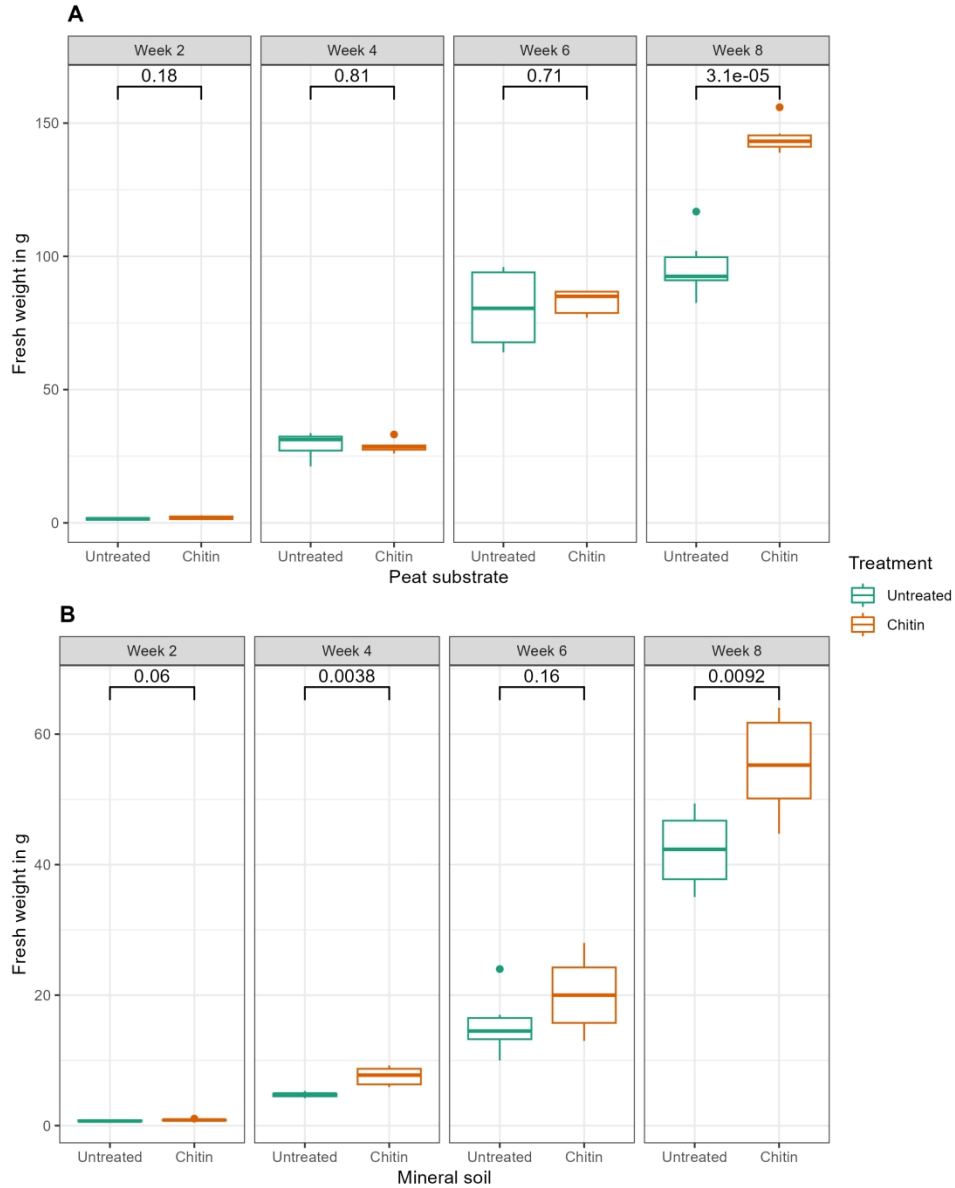 A
Week 2 Week 4 Week 6 Week 8
0.18 0.81 0.71 3.1e-05
150
100
50
0
Fresh weight in g
Untreated Chitin Untreated Chitin Untreated Chitin Untreated Chitin
Peat substrate
Treatment
Untreated
Chitin
B
Week 2 Week 4 Week 6 Week 8
0.06 0.0038 0.16 0.0092
60
40
20
0
Fresh weight in g
Untreated Chitin Untreated Chitin Untreated Chitin Untreated Chitin
Mineral soil